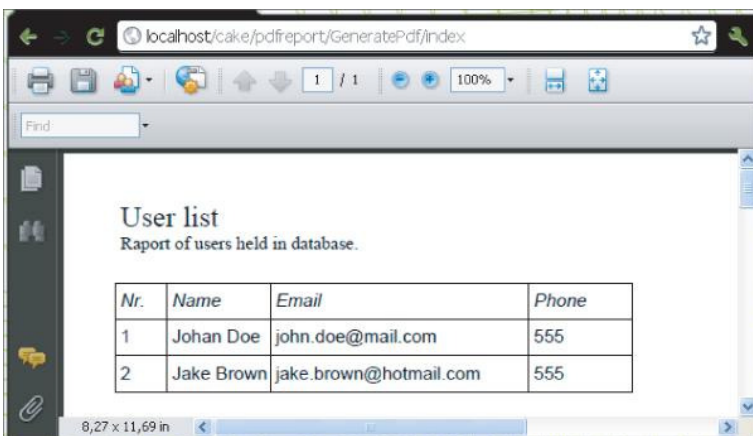 localhost/cake/pdfreport/GeneratePdf/index
1 / 1 100%
Find
User list
Raport of users held in database.
Nr. Name Email Phone
1 Johan Doe john.doe@mail.com 555
2 Jake Brown jake.brown@hotmail.com 555
8,27 x 11,69 in